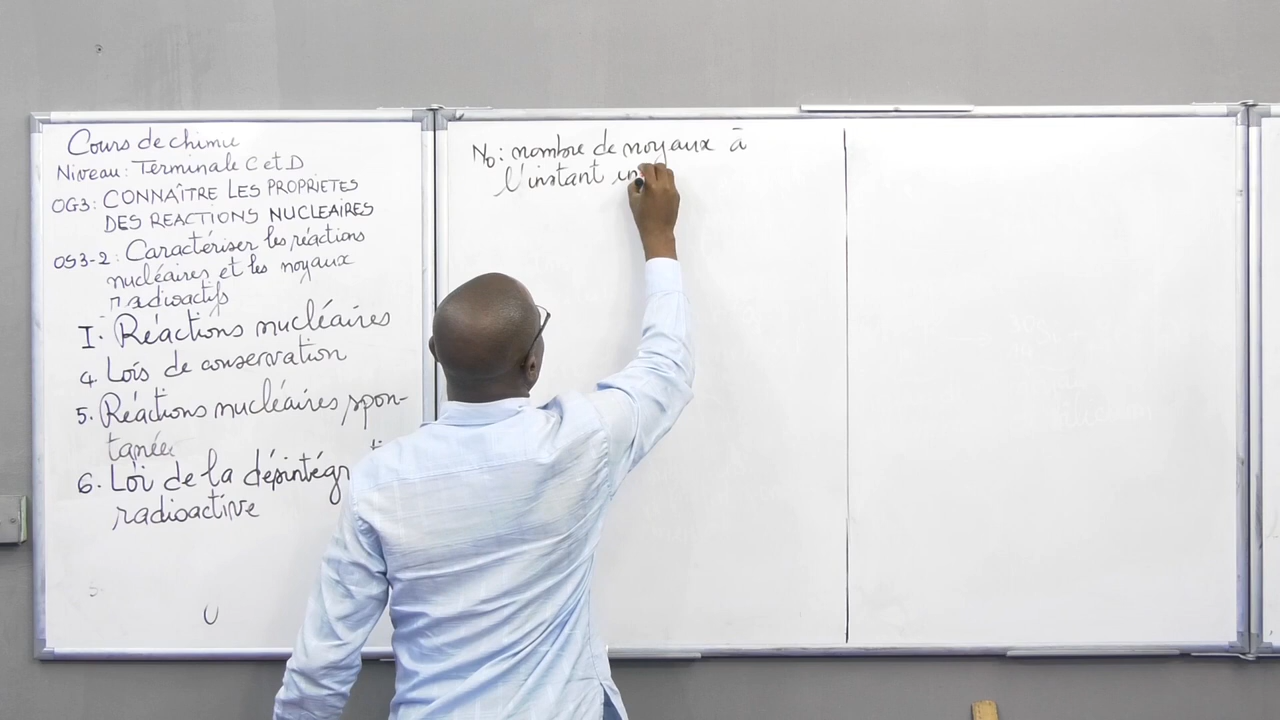 Cours de chimie
Niveau : Terminale C et D
OG3 : CONNAÎTRE LES PROPRIETES
DES REACTIONS NUCLEAIRES
OS3-2 : Caractériser les réactions
nucléaires et les noyaux
radioactifs
I. Réactions nucléaires
4. Lois de conservation
5. Réactions nucléaires spon-
tanée
6. Loi de la désintégr
radioactive
N₀ : nombre de noyaux à
l'instant in